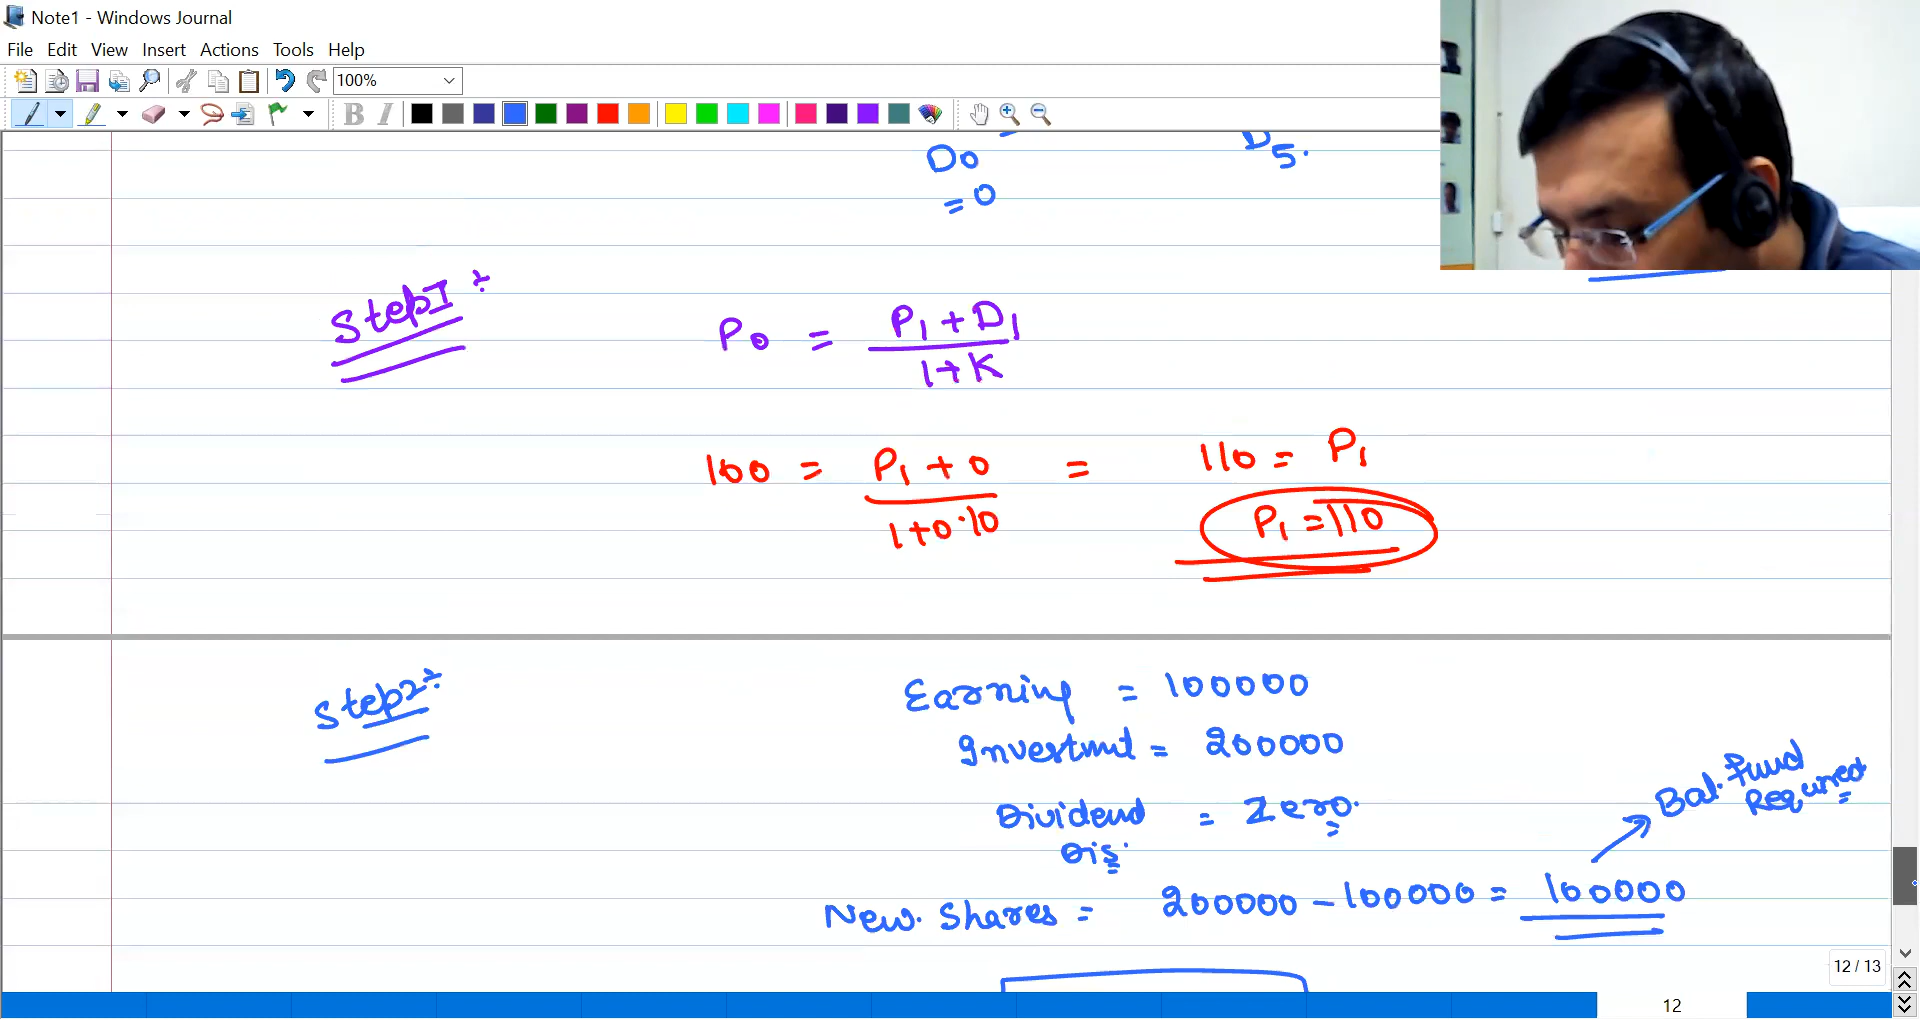 Note1 - Windows Journal
File Edit View Insert Actions Tools Help
100%
B I
D0
= 0
D5.
Step1 ÷
P0 = P1 + D1
1+K
100 = P1 + 0 = 110 = P1
1+0.10
P1 = 110
Step2 ÷
Earning = 100000
Investmnt = 200000
Dividend = Zero.
Dis.
Bal. Fund
Required
New. Shares = 200000 - 100000 = 100000
12 / 13
12